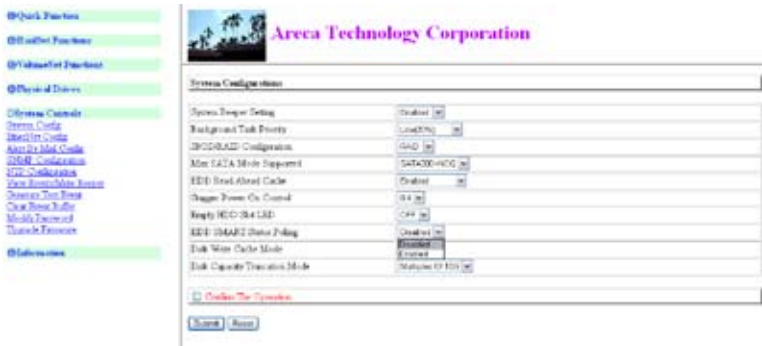 Quick Function
RaidSet Functions
VolumeSet Functions
Physical Drives
System Controls
System Config
EtherNet Config
Alert By Mail Config
SNMP Configuration
NTP Configuration
View Events/Mute Beeper
Generate Test Event
Clear Event Buffer
Modify Password
Upgrade Firmware
Information
Areca Technology Corporation
System Configurations
System Beeper Setting Enabled
Background Task Priority Low(20%)
JBOD/RAID Configuration RAID
Max SATA Mode Supported SATA300+NCQ
HDD Read Ahead Cache Enabled
Stagger Power On Control 0.4
Empty HDD Slot LED OFF
HDD SMART Status Polling Disabled
Disabled
Enabled
Disk Write Cache Mode
Disk Capacity Truncation Mode Multiples Of 10G
Confirm The Operation
Submit Reset